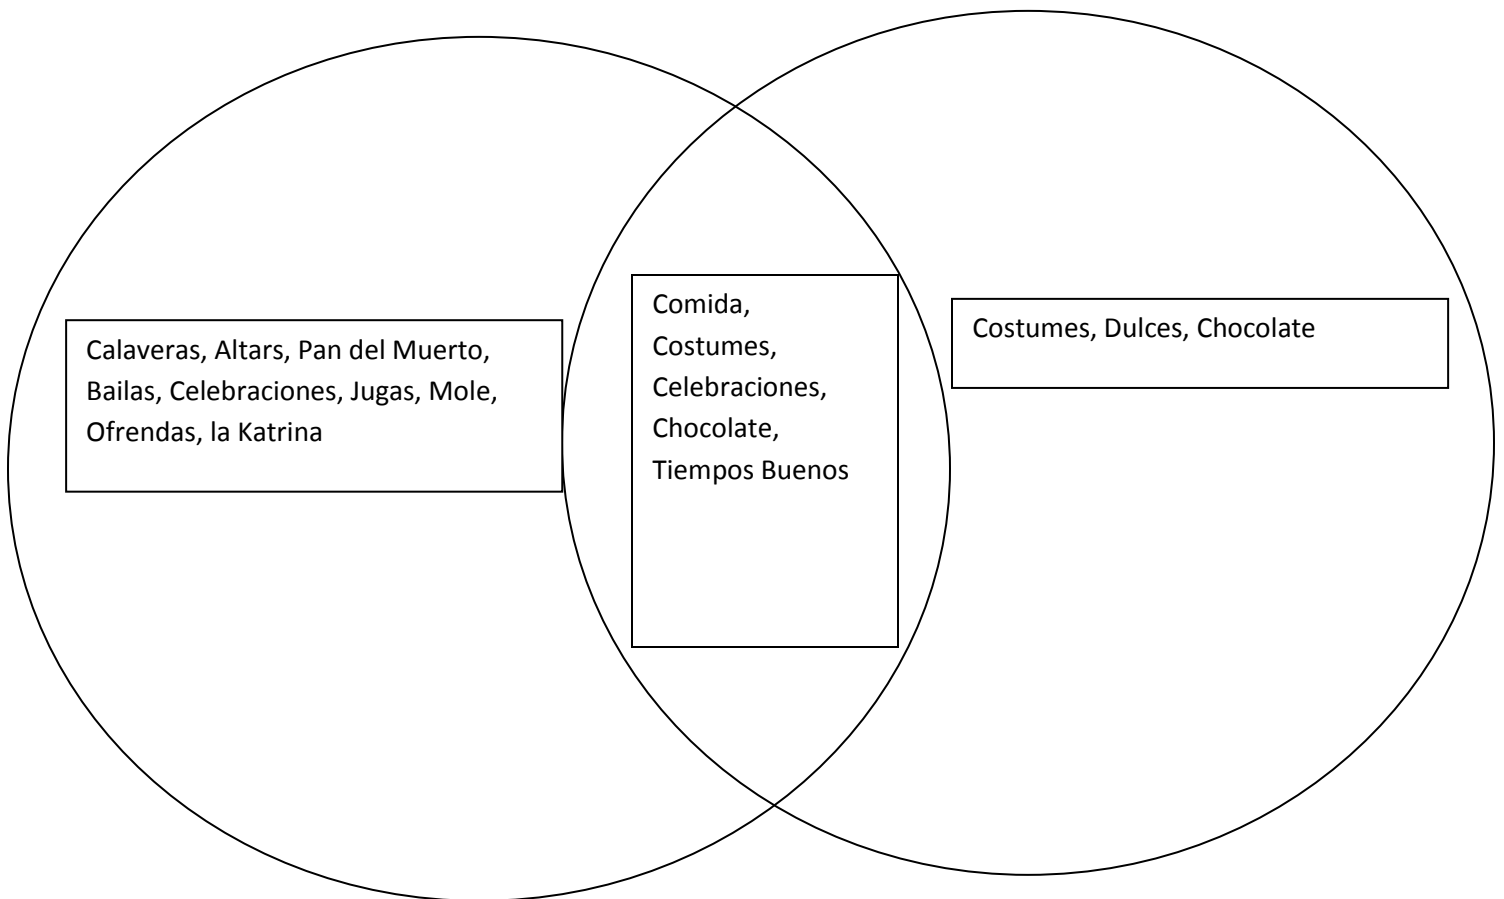 Calaveras, Altars, Pan del Muerto,
Bailas, Celebraciones, Jugas, Mole,
Ofrendas, la Katrina
Comida,
Costumes,
Celebraciones,
Chocolate,
Tiempos Buenos
Costumes, Dulces, Chocolate